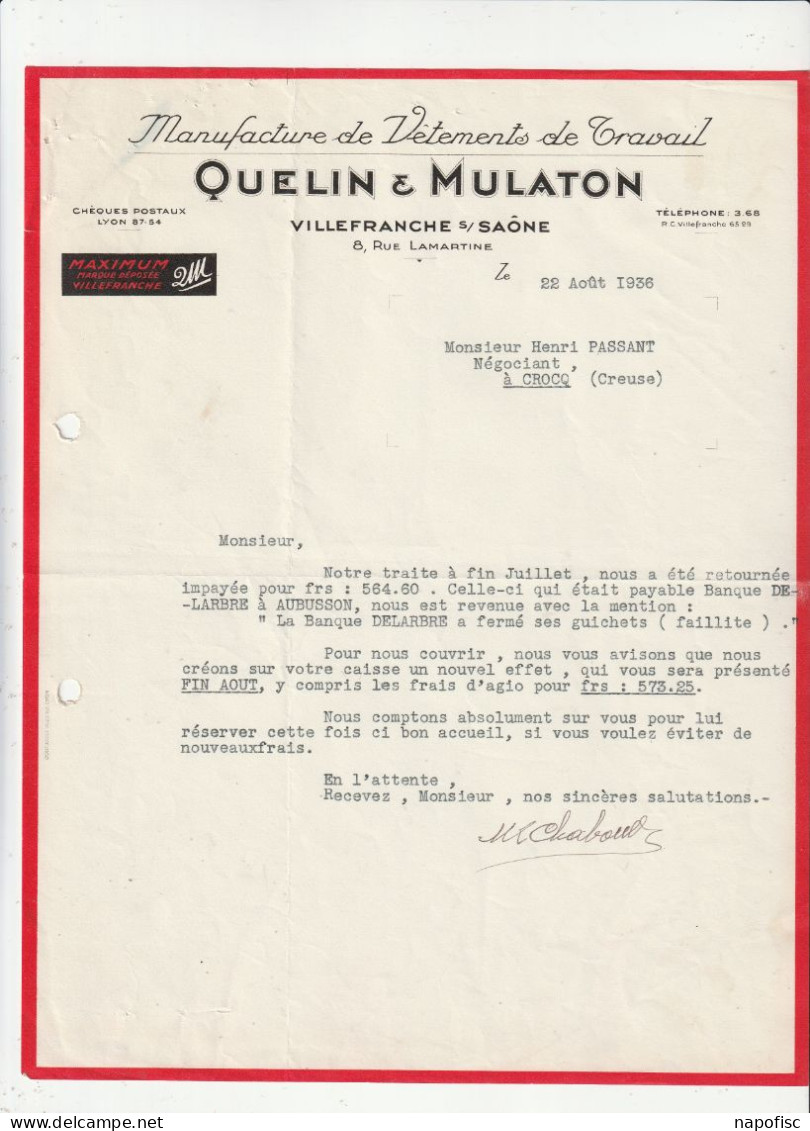 Manufacture de Vêtements de Travail
QUELIN & MULATON
CHÈQUES POSTAUX
LYON 87-54
VILLEFRANCHE S/ SAÔNE
8, RUE LAMARTINE
TÉLÉPHONE : 3.68
R.C. Villefranche 65 29
MAXIMUM
MARQUE DÉPOSÉE
VILLEFRANCHE
2M
le 22 Août I936
Monsieur Henri PASSANT
Négociant ,
à CROCQ (Creuse)
Monsieur,
Notre traite à fin Juillet , nous a été retournée
impayée pour frs : 564.60 . Celle-ci qui était payable Banque DE-
-LARBRE à AUBUSSON, nous est revenue avec la mention :
" La Banque DELARBRE a fermé ses guichets ( faillite ) ."
Pour nous couvrir , nous vous avisons que nous
créons sur votre caisse un nouvel effet , qui vous sera présenté
FIN AOUT, y compris les frais d'agio pour frs : 573.25.
Nous comptons absolument sur vous pour lui
réserver cette fois ci bon accueil, si vous voulez éviter de
nouveauxfrais.
En l'attente ,
Recevez , Monsieur , nos sincères salutations.-
delcampe.net
napofisc